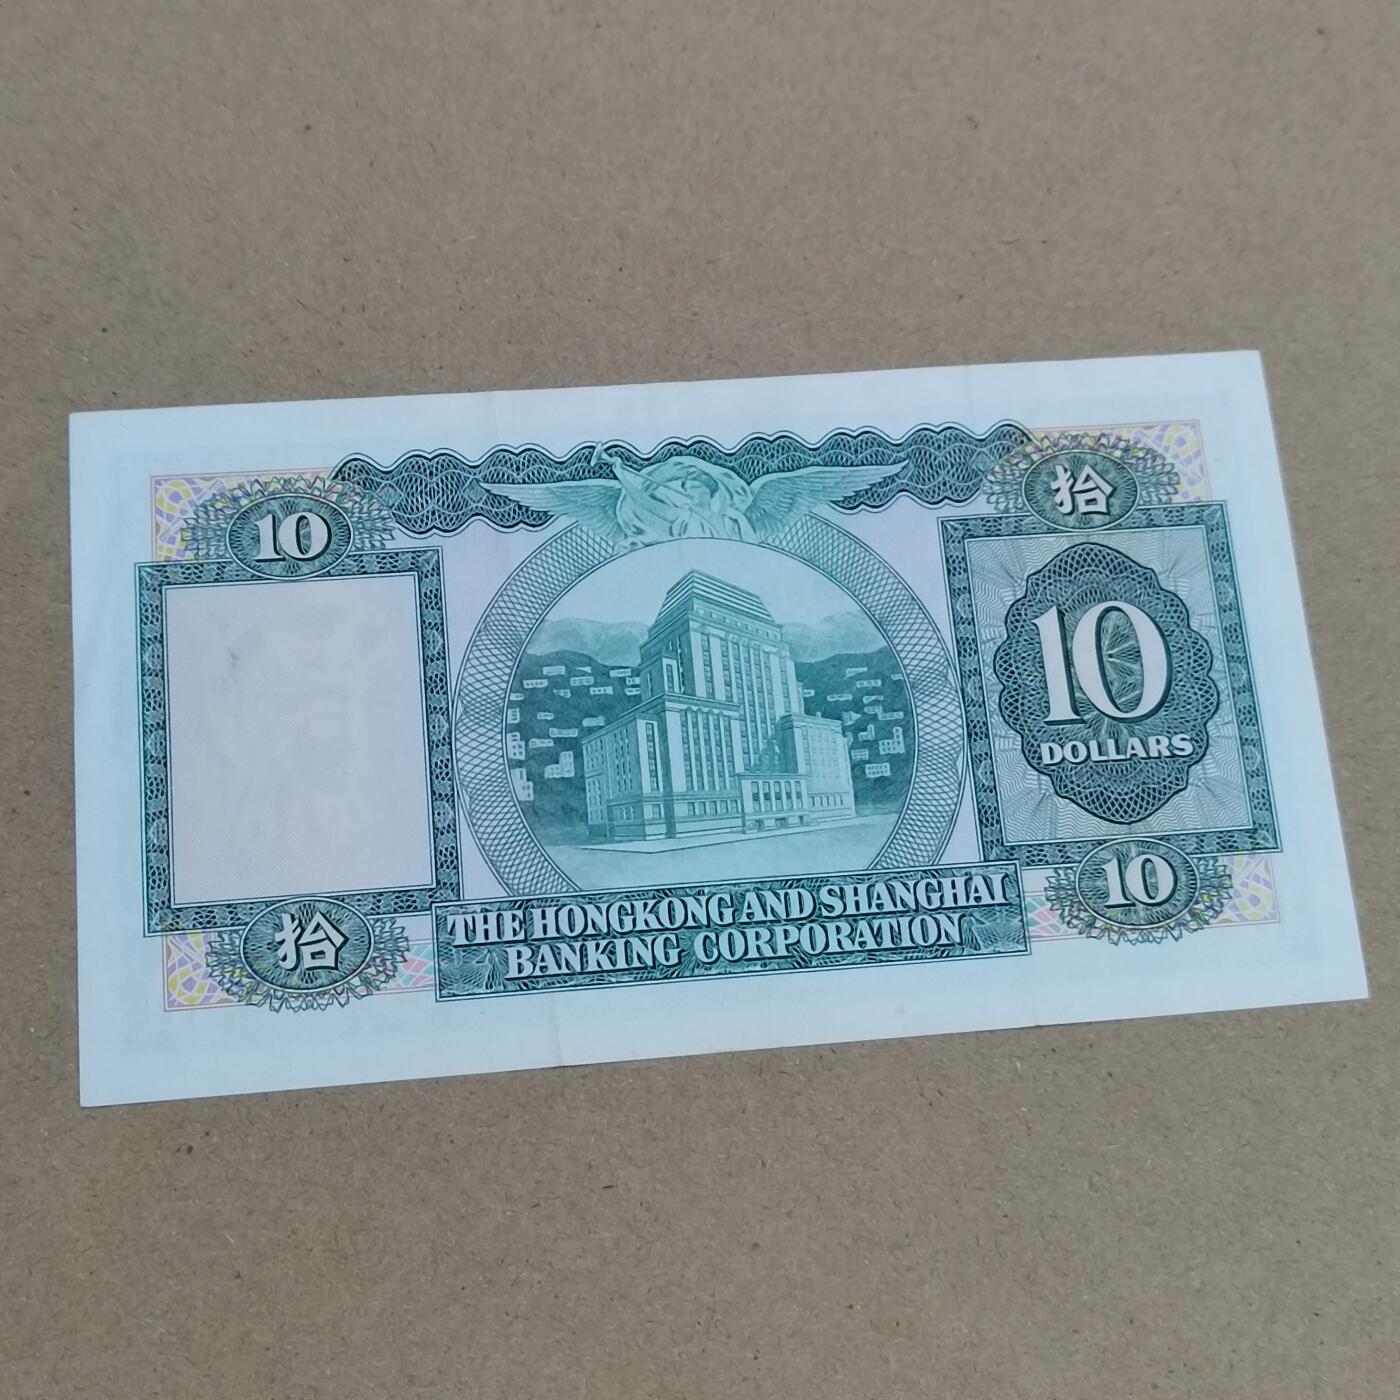 10
拾
10
DOLLARS
10
拾
THE HONGKONG AND SHANGHAI
BANKING CORPORATION